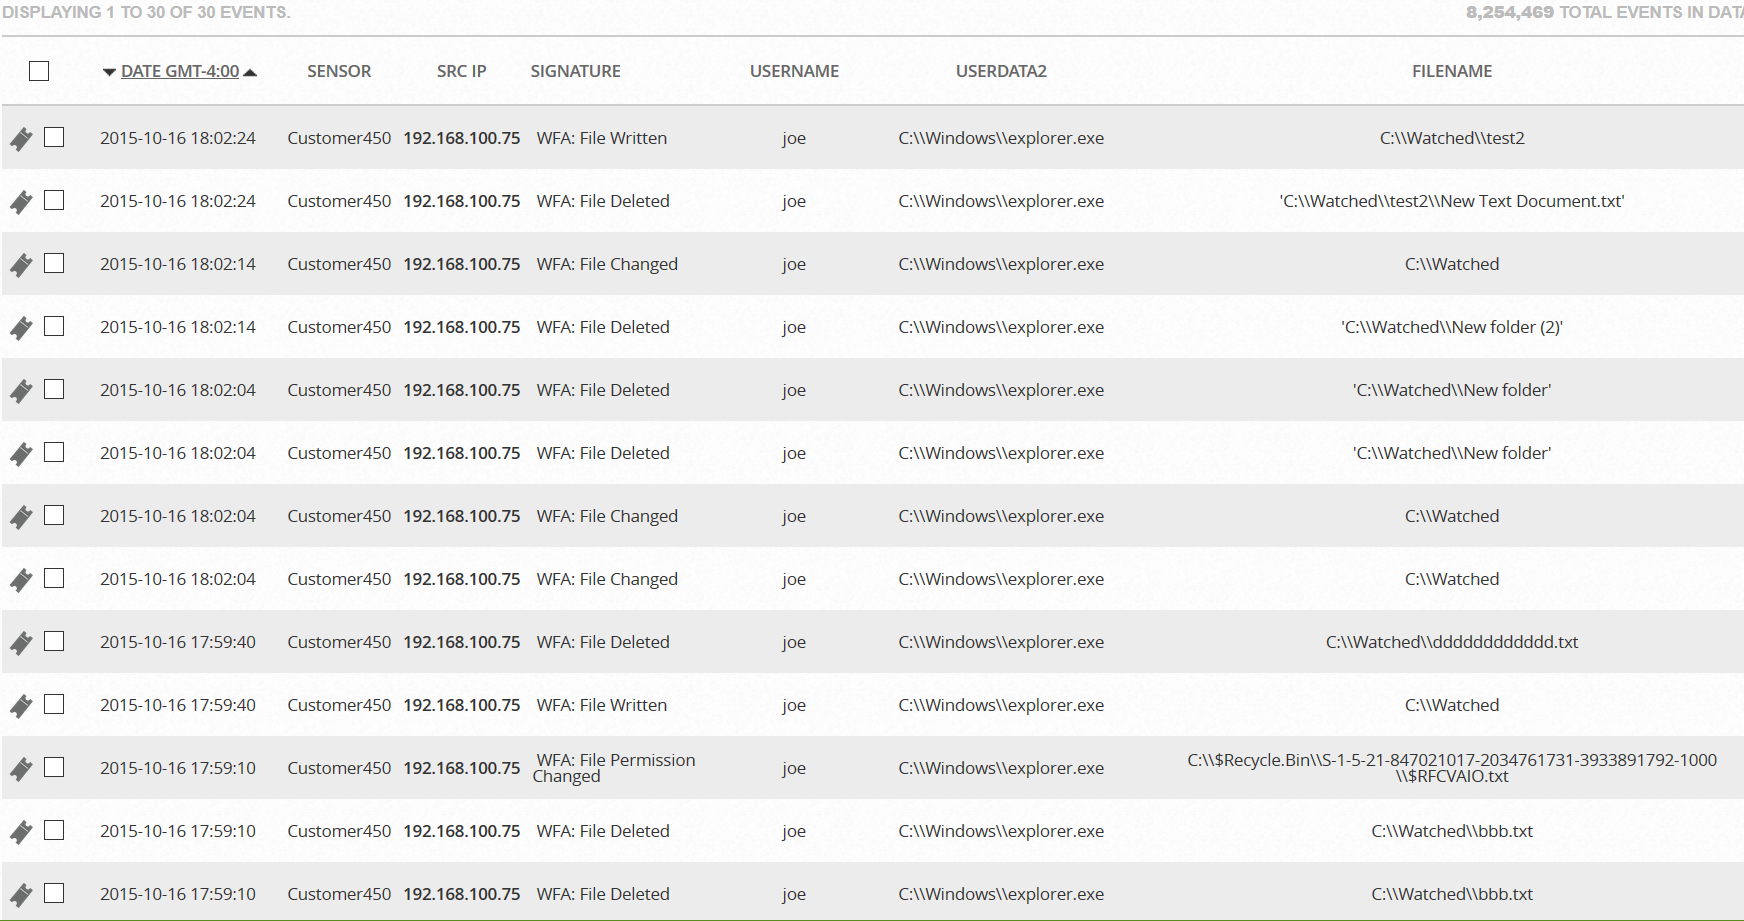 DISPLAYING 1 TO 30 OF 30 EVENTS. 8,254,469 TOTAL EVENTS IN DATA
DATE GMT-4:00 SENSOR SRC IP SIGNATURE USERNAME USERDATA2 FILENAME
2015-10-16 18:02:24 Customer450 192.168.100.75 WFA: File Written joe C:\\Windows\\explorer.exe C:\\Watched\\test2
2015-10-16 18:02:24 Customer450 192.168.100.75 WFA: File Deleted joe C:\\Windows\\explorer.exe 'C:\\Watched\\test2\\New Text Document.txt'
2015-10-16 18:02:14 Customer450 192.168.100.75 WFA: File Changed joe C:\\Windows\\explorer.exe C:\\Watched
2015-10-16 18:02:14 Customer450 192.168.100.75 WFA: File Deleted joe C:\\Windows\\explorer.exe 'C:\\Watched\\New folder (2)'
2015-10-16 18:02:04 Customer450 192.168.100.75 WFA: File Deleted joe C:\\Windows\\explorer.exe 'C:\\Watched\\New folder'
2015-10-16 18:02:04 Customer450 192.168.100.75 WFA: File Deleted joe C:\\Windows\\explorer.exe 'C:\\Watched\\New folder'
2015-10-16 18:02:04 Customer450 192.168.100.75 WFA: File Changed joe C:\\Windows\\explorer.exe C:\\Watched
2015-10-16 18:02:04 Customer450 192.168.100.75 WFA: File Changed joe C:\\Windows\\explorer.exe C:\\Watched
2015-10-16 17:59:40 Customer450 192.168.100.75 WFA: File Deleted joe C:\\Windows\\explorer.exe C:\\Watched\\dddddddddddd.txt
2015-10-16 17:59:40 Customer450 192.168.100.75 WFA: File Written joe C:\\Windows\\explorer.exe C:\\Watched
2015-10-16 17:59:10 Customer450 192.168.100.75 WFA: File Permission Changed joe C:\\Windows\\explorer.exe C:\\$Recycle.Bin\\S-1-5-21-847021017-2034761731-3933891792-1000
\\$RFCVAIO.txt
2015-10-16 17:59:10 Customer450 192.168.100.75 WFA: File Deleted joe C:\\Windows\\explorer.exe C:\\Watched\\bbb.txt
2015-10-16 17:59:10 Customer450 192.168.100.75 WFA: File Deleted joe C:\\Windows\\explorer.exe C:\\Watched\\bbb.txt